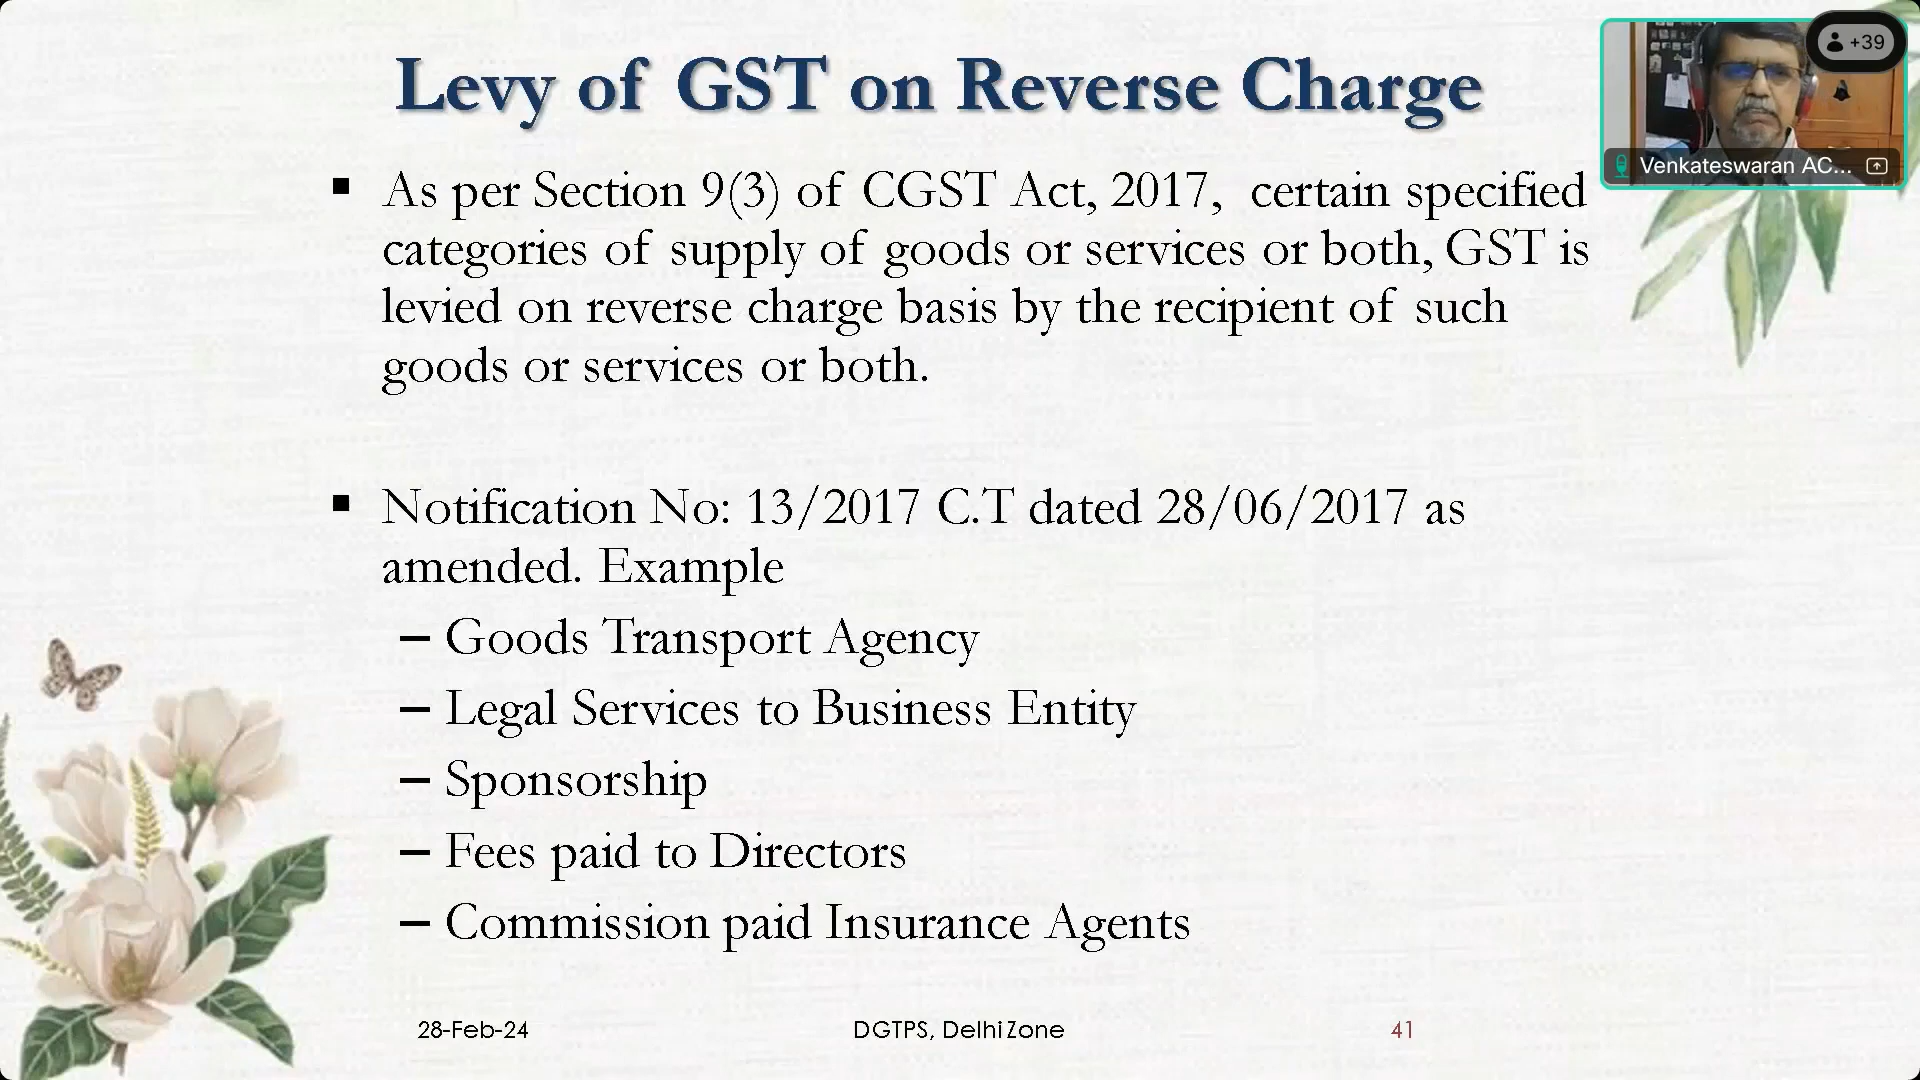 Levy of GST on Reverse Charge
+39
Venkateswaran AC...
▪ As per Section 9(3) of CGST Act, 2017, certain specified
categories of supply of goods or services or both, GST is
levied on reverse charge basis by the recipient of such
goods or services or both.
▪ Notification No: 13/2017 C.T dated 28/06/2017 as
amended. Example
– Goods Transport Agency
– Legal Services to Business Entity
– Sponsorship
– Fees paid to Directors
– Commission paid Insurance Agents
28-Feb-24
DGTPS, Delhi Zone
41